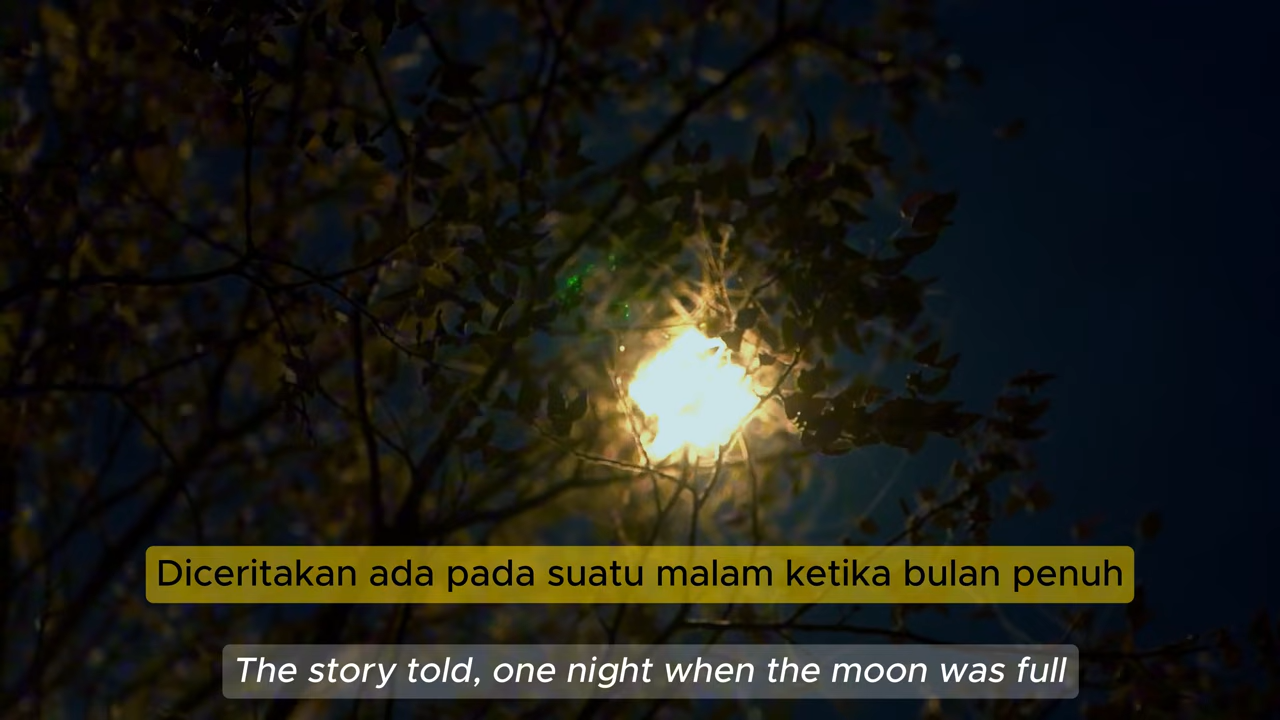 Diceritakan ada pada suatu malam ketika bulan penuh
The story told, one night when the moon was full